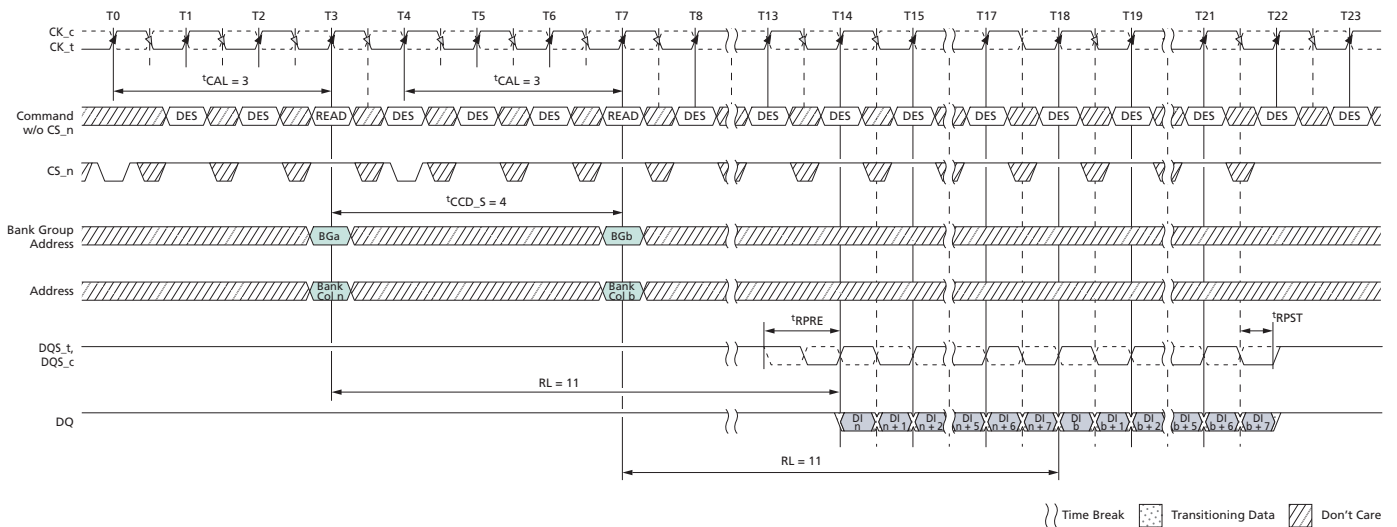 T0 T1 T2 T3 T4 T5 T6 T7 T8 T13 T14 T15 T17 T18 T19 T21 T22 T23
CK_c
CK_t
tCAL = 3 tCAL = 3
Command
w/o CS_n
DES DES READ DES DES DES READ DES DES DES DES DES DES DES DES DES DES
CS_n
tCCD_S = 4
Bank Group
Address
BGa BGb
Address
Bank
Col n
Bank
Col b
tRPRE tRPST
DQS_t,
DQS_c
RL = 11
DQ
DI
n
DI
n + 1
DI
n + 2
DI
n + 5
DI
n + 6
DI
n + 7
DI
b
DI
b + 1
DI
b + 2
DI
b + 5
DI
b + 6
DI
b + 7
RL = 11
Time Break Transitioning Data Don't Care